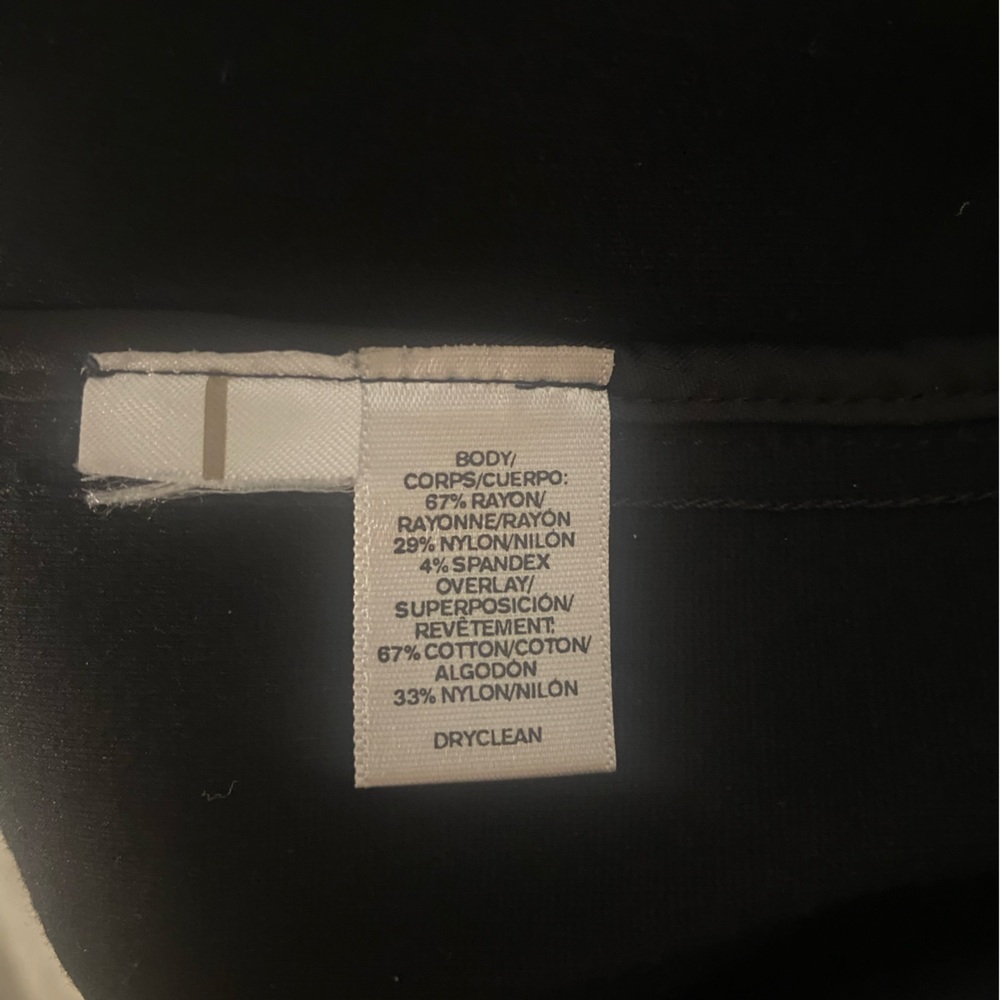 BODY/
CORPS/CUERPO:
67% RAYON/
RAYONNE/RAYÓN
29% NYLON/NILÓN
4% SPANDEX
OVERLAY/
SUPERPOSICIÓN/
REVÊTEMENT:
67% COTTON/COTON/
ALGODÓN
33% NYLON/NILÓN
DRYCLEAN